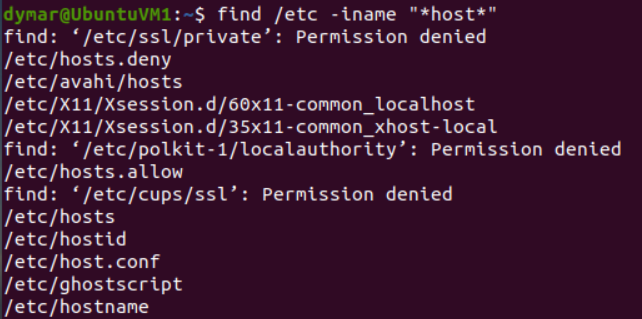 dymar@UbuntuVM1:~$ find /etc -iname "*host*"
find: ‘/etc/ssl/private’: Permission denied
/etc/hosts.deny
/etc/avahi/hosts
/etc/X11/Xsession.d/60x11-common_localhost
/etc/X11/Xsession.d/35x11-common_xhost-local
find: ‘/etc/polkit-1/localauthority’: Permission denied
/etc/hosts.allow
find: ‘/etc/cups/ssl’: Permission denied
/etc/hosts
/etc/hostid
/etc/host.conf
/etc/ghostscript
/etc/hostname